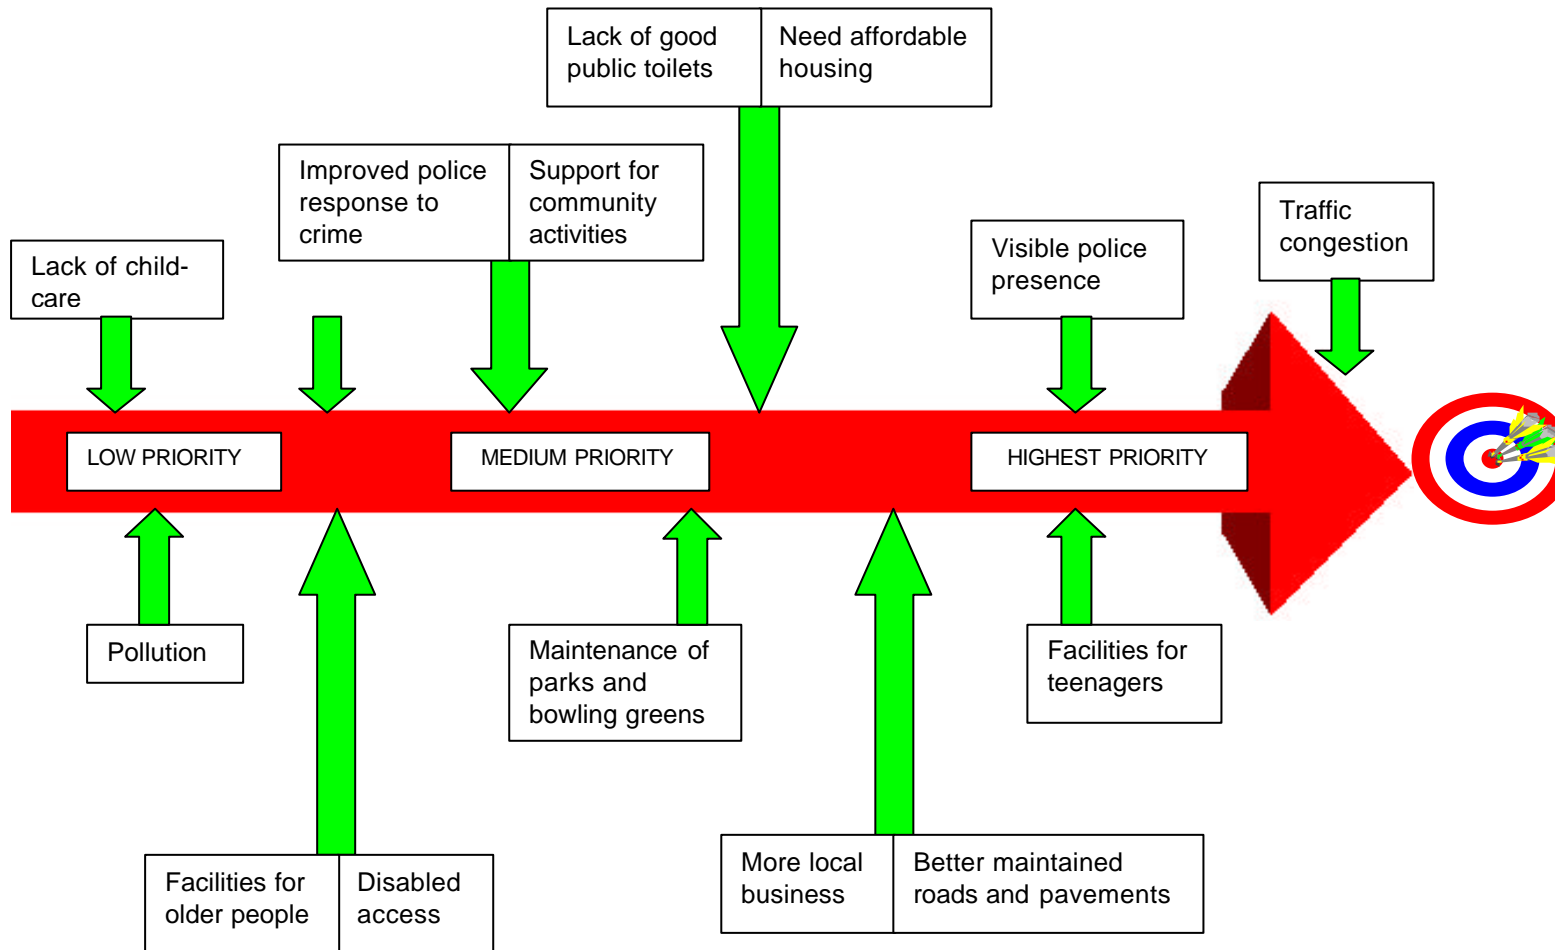 Lack of good
public toilets
Need affordable
housing
Improved police
response to
crime
Support for
community
activities
Traffic
congestion
Visible police
presence
Lack of child-
care
LOW PRIORITY
MEDIUM PRIORITY
HIGHEST PRIORITY
Pollution
Maintenance of
parks and
bowling greens
Facilities for
teenagers
Facilities for
older people
Disabled
access
More local
business
Better maintained
roads and pavements